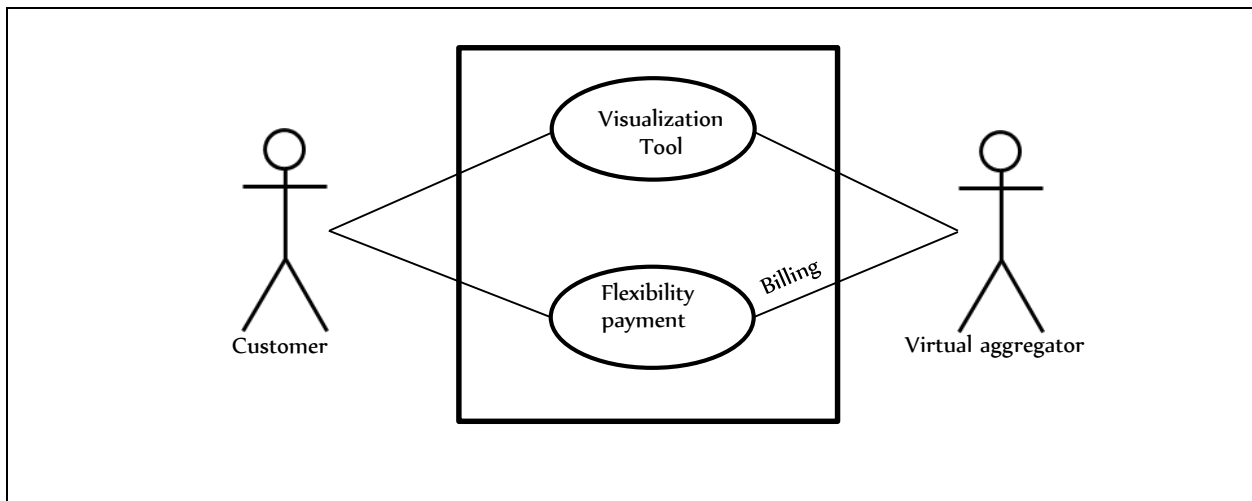 Visualization
Tool
Billing
Flexibility
payment
Customer
Virtual aggregator